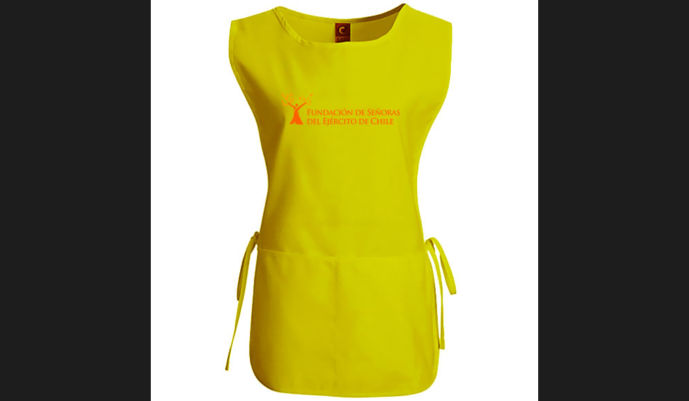 FUNDACIÓN DE SEÑORAS
DEL EJÉRCITO DE CHILE